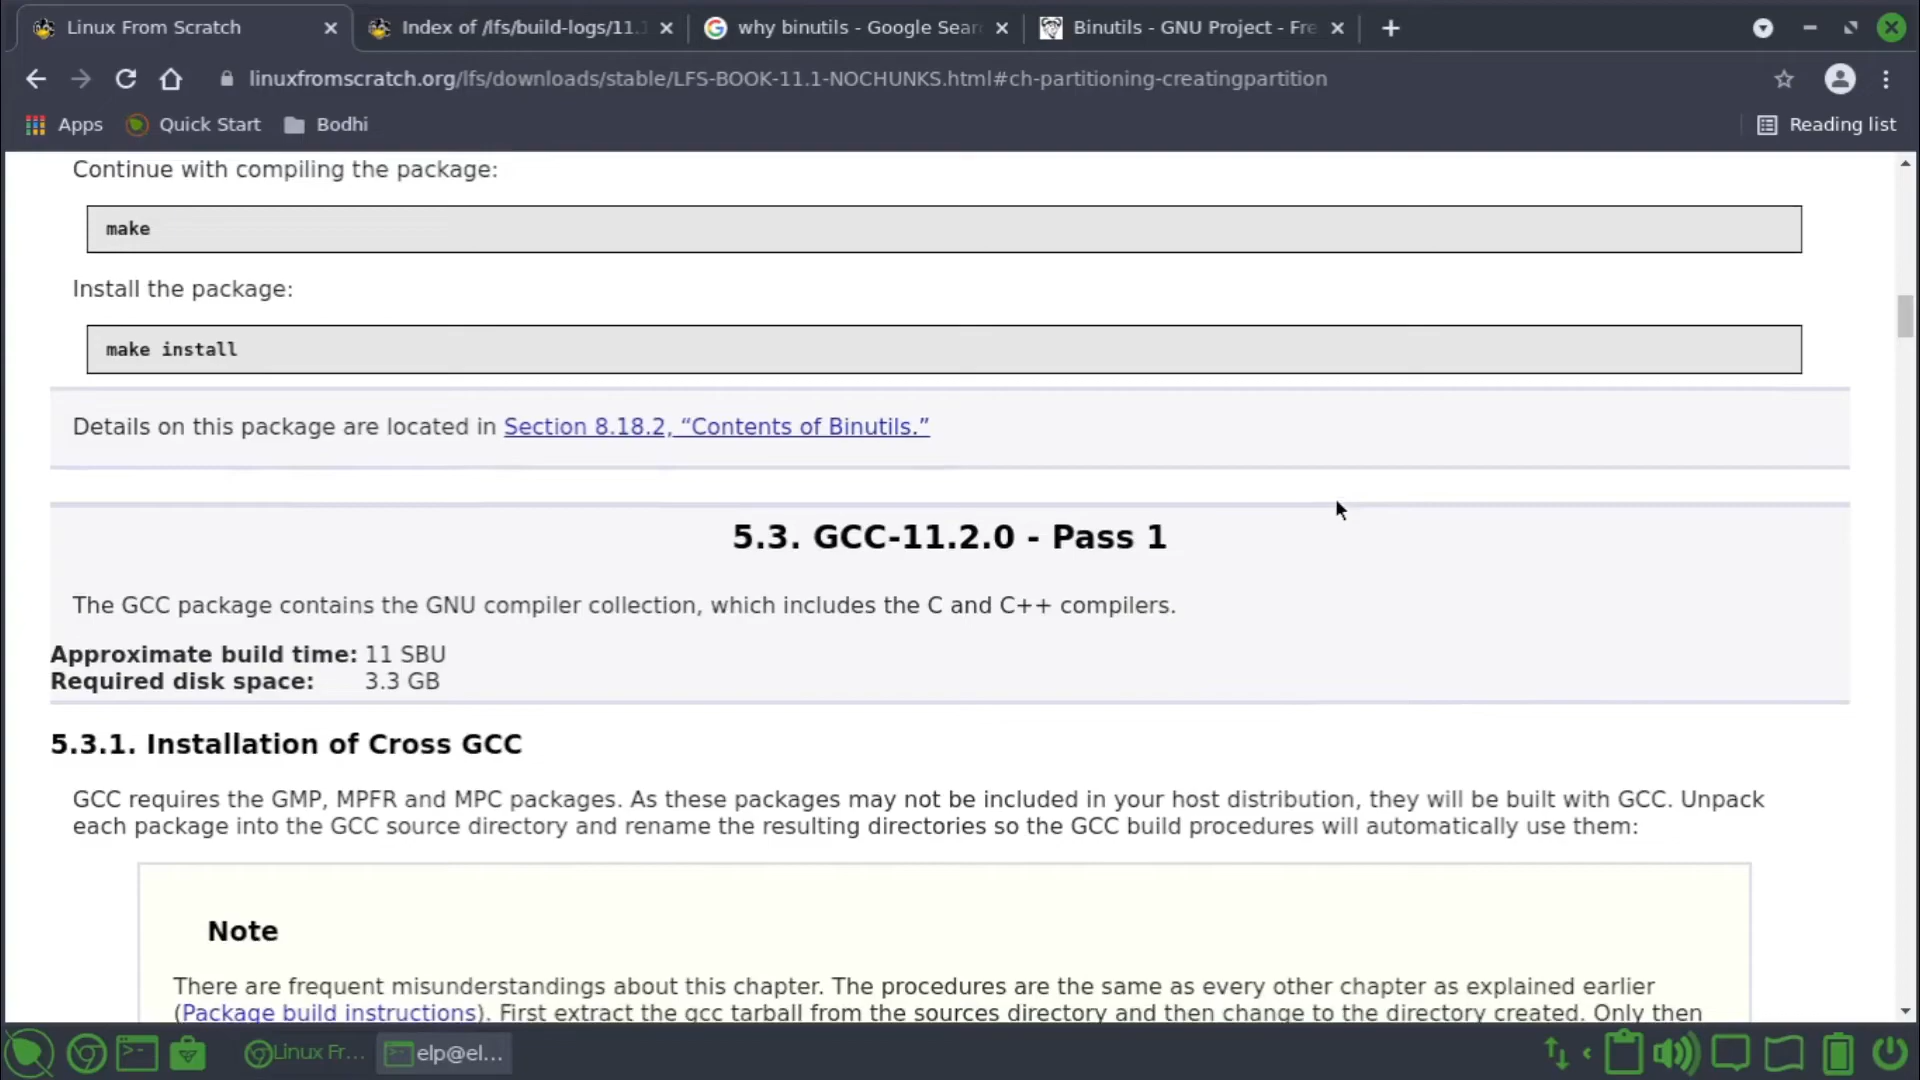 Linux From Scratch
Index of /lfs/build-logs/11.1
why binutils - Google Sear
Binutils - GNU Project - Fre
linuxfromscratch.org/lfs/downloads/stable/LFS-BOOK-11.1-NOCHUNKS.html#ch-partitioning-creatingpartition
Apps
Quick Start
Bodhi
Reading list
Continue with compiling the package:
make
Install the package:
make install
Details on this package are located in Section 8.18.2, “Contents of Binutils.”
5.3. GCC-11.2.0 - Pass 1
The GCC package contains the GNU compiler collection, which includes the C and C++ compilers.
Approximate build time: 11 SBU
Required disk space: 3.3 GB
5.3.1. Installation of Cross GCC
GCC requires the GMP, MPFR and MPC packages. As these packages may not be included in your host distribution, they will be built with GCC. Unpack
each package into the GCC source directory and rename the resulting directories so the GCC build procedures will automatically use them:
Note
There are frequent misunderstandings about this chapter. The procedures are the same as every other chapter as explained earlier
(Package build instructions). First extract the gcc tarball from the sources directory and then change to the directory created. Only then
Linux Fr...
elp@el...